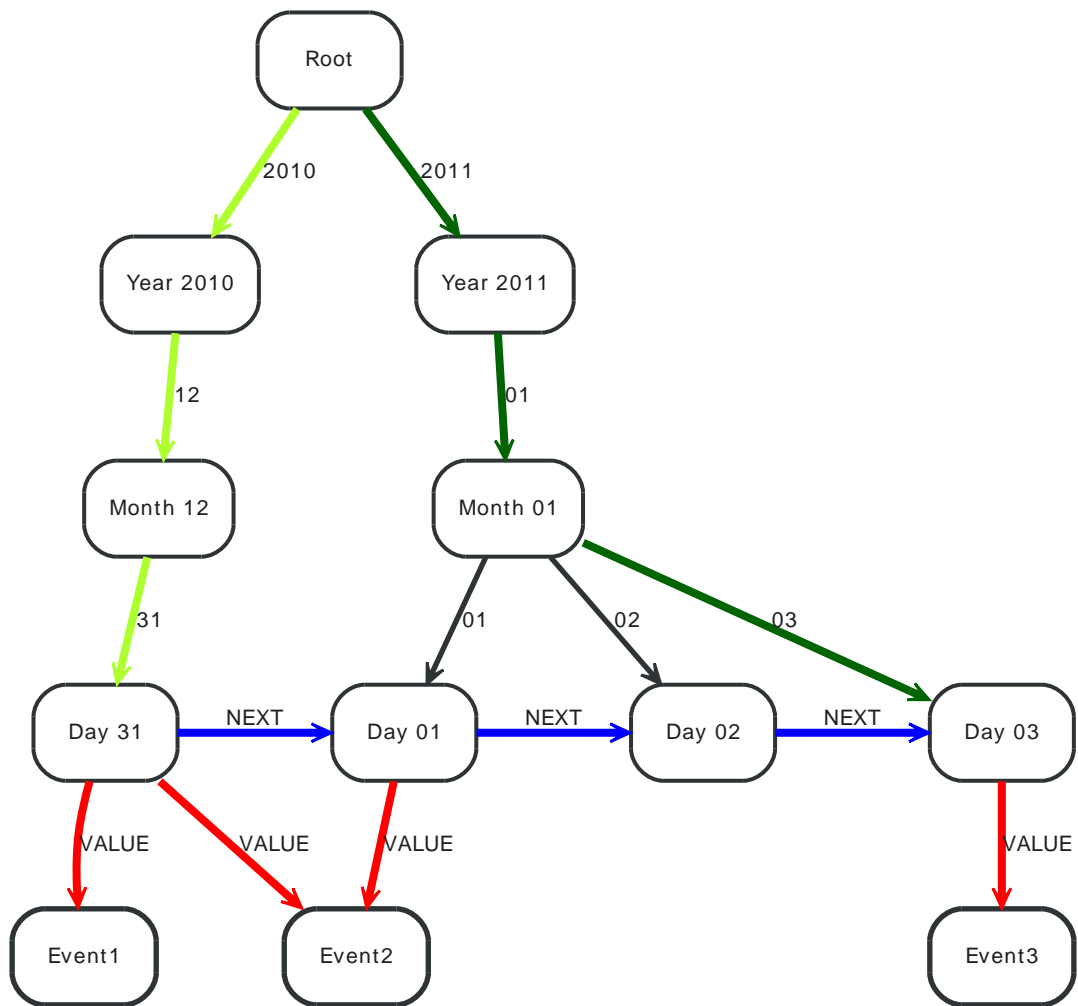 Root
2010
2011
Year 2010
Year 2011
12
01
Month 12
Month 01
31
01
02
03
Day 31
NEXT
Day 01
NEXT
Day 02
NEXT
Day 03
VALUE
VALUE
VALUE
VALUE
Event1
Event2
Event3